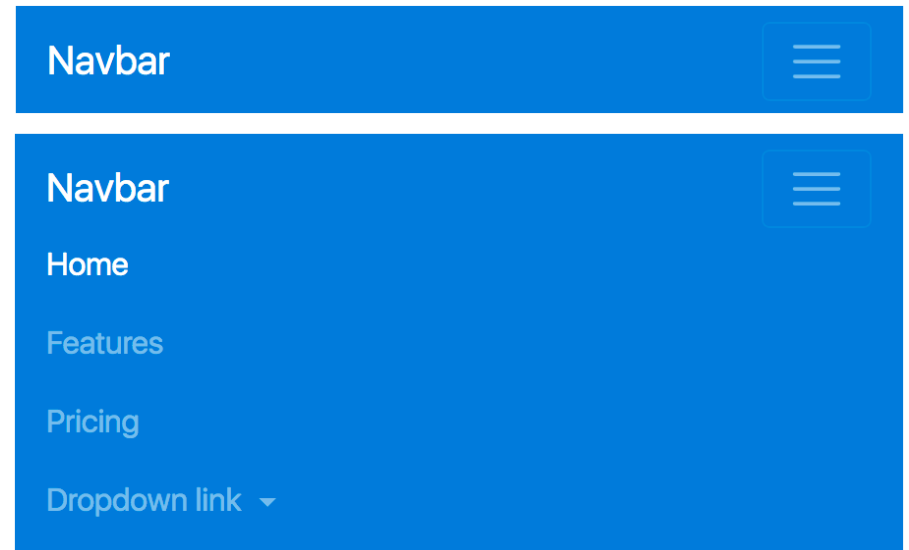 Navbar
Navbar
Home
Features
Pricing
Dropdown link